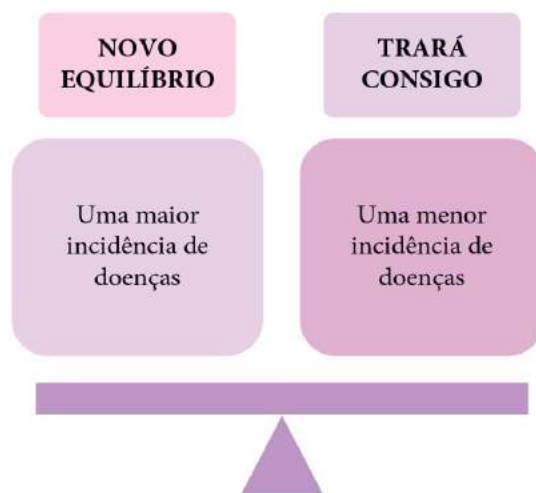 NOVO
EQUILÍBRIO
TRARÁ
CONSIGO
Uma maior
incidência de
doenças
Uma menor
incidência de
doenças